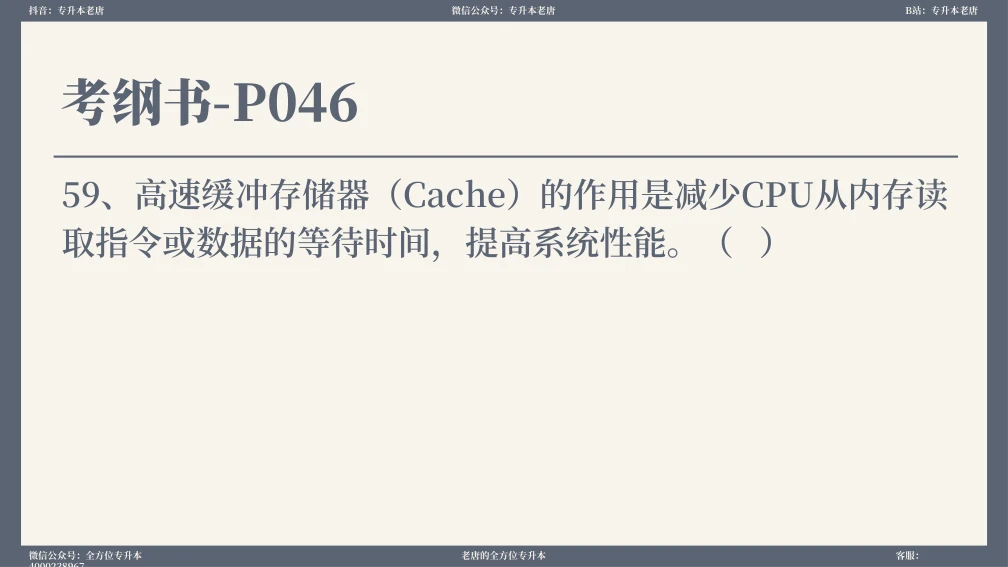 抖音：专升本老唐
微信公众号：专升本老唐
B站：专升本老唐
考纲书-P046
59、高速缓冲存储器（Cache）的作用是减少CPU从内存读
取指令或数据的等待时间，提高系统性能。（ ）
微信公众号：全方位专升本
老唐的全方位专升本
客服：
4000238967